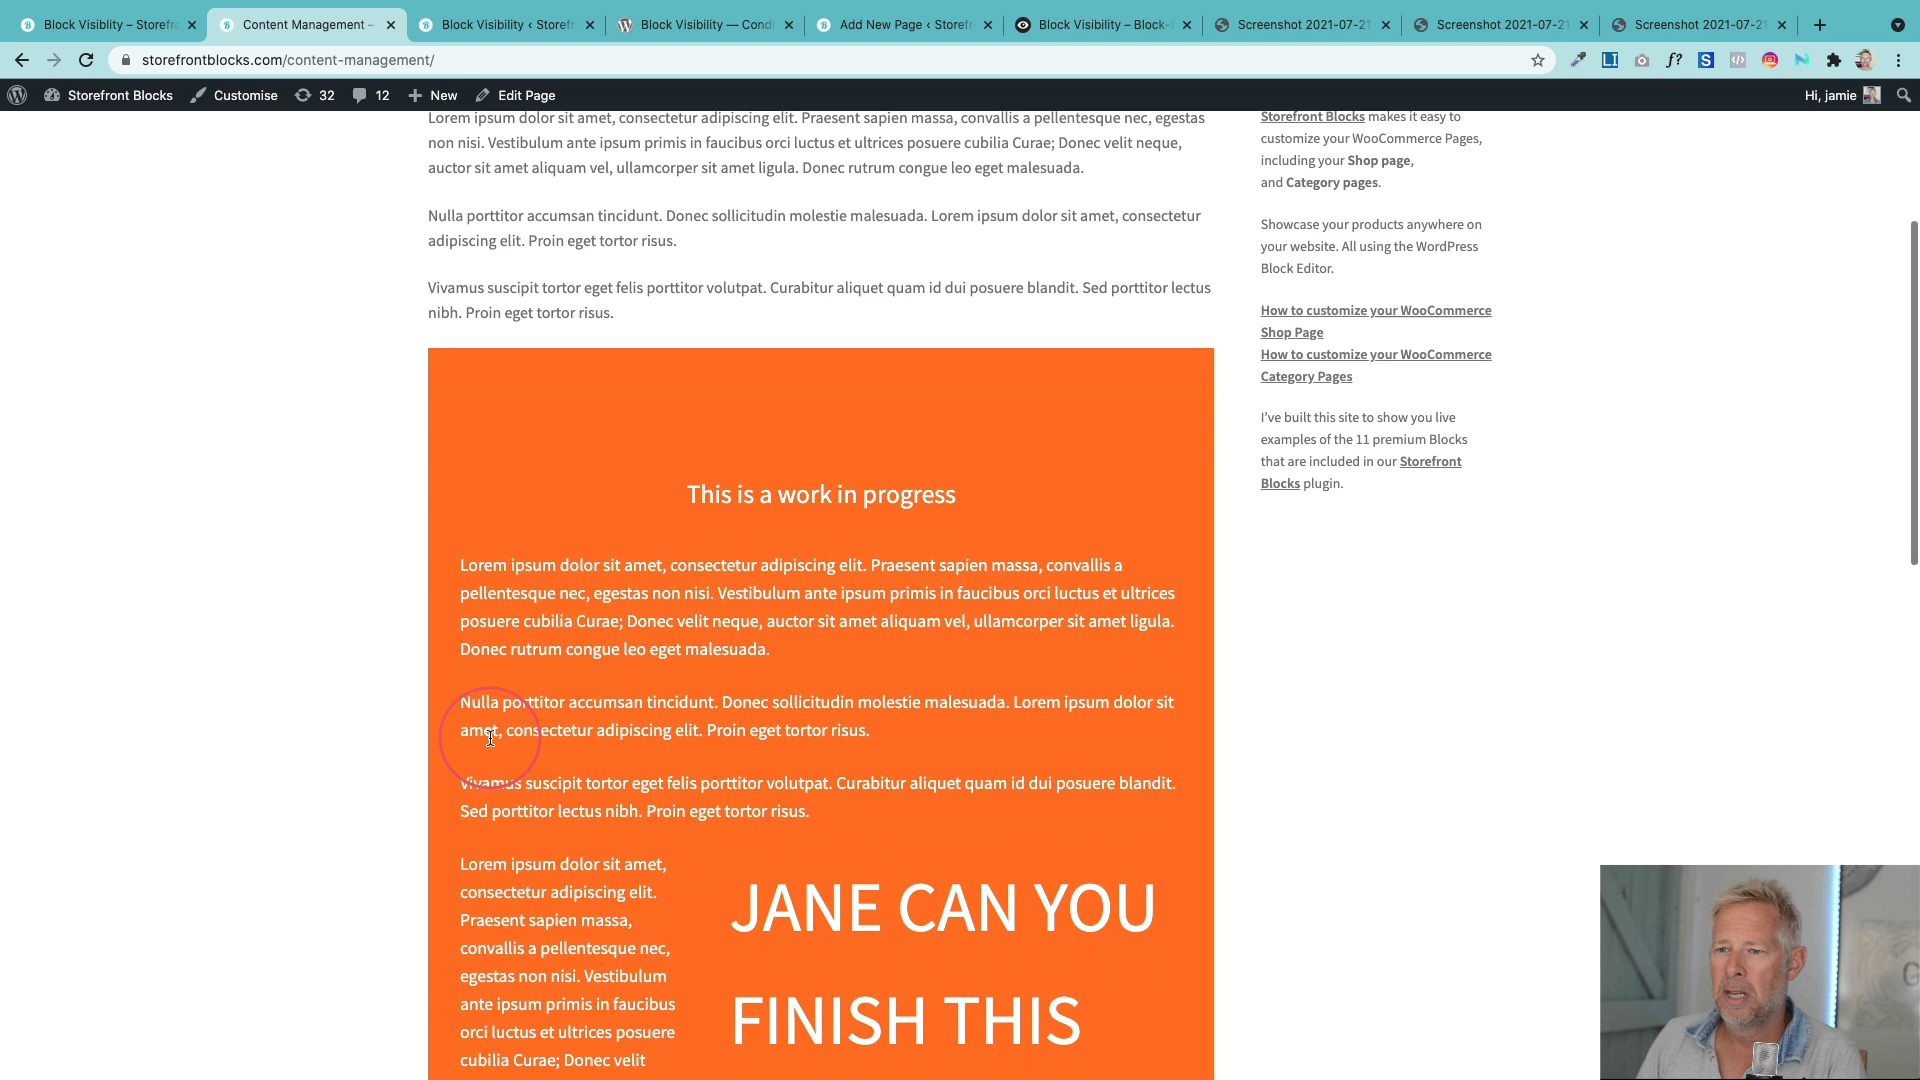 Block Visiblity – Storefr
Content Management –
Block Visibility ‹ Storefr
Block Visibility — Condi
Add New Page ‹ Storefr
Block Visibility – Block-
Screenshot 2021-07-21
Screenshot 2021-07-21
Screenshot 2021-07-21
storefrontblocks.com/content-management/
Storefront Blocks
Customise
32
12
New
Edit Page
Hi, jamie
Lorem ipsum dolor sit amet, consectetur adipiscing elit. Praesent sapien massa, convallis a pellentesque nec, egestas
non nisi. Vestibulum ante ipsum primis in faucibus orci luctus et ultrices posuere cubilia Curae; Donec velit neque,
auctor sit amet aliquam vel, ullamcorper sit amet ligula. Donec rutrum congue leo eget malesuada.
Nulla porttitor accumsan tincidunt. Donec sollicitudin molestie malesuada. Lorem ipsum dolor sit amet, consectetur
adipiscing elit. Proin eget tortor risus.
Vivamus suscipit tortor eget felis porttitor volutpat. Curabitur aliquet quam id dui posuere blandit. Sed porttitor lectus
nibh. Proin eget tortor risus.
This is a work in progress
Lorem ipsum dolor sit amet, consectetur adipiscing elit. Praesent sapien massa, convallis a
pellentesque nec, egestas non nisi. Vestibulum ante ipsum primis in faucibus orci luctus et ultrices
posuere cubilia Curae; Donec velit neque, auctor sit amet aliquam vel, ullamcorper sit amet ligula.
Donec rutrum congue leo eget malesuada.
Nulla porttitor accumsan tincidunt. Donec sollicitudin molestie malesuada. Lorem ipsum dolor sit
amet, consectetur adipiscing elit. Proin eget tortor risus.
Vivamus suscipit tortor eget felis porttitor volutpat. Curabitur aliquet quam id dui posuere blandit.
Sed porttitor lectus nibh. Proin eget tortor risus.
Lorem ipsum dolor sit amet,
consectetur adipiscing elit.
Praesent sapien massa,
convallis a pellentesque nec,
egestas non nisi. Vestibulum
ante ipsum primis in faucibus
orci luctus et ultrices posuere
cubilia Curae; Donec velit
JANE CAN YOU
FINISH THIS
Storefront Blocks makes it easy to
customize your WooCommerce Pages,
including your Shop page,
and Category pages.
Showcase your products anywhere on
your website. All using the WordPress
Block Editor.
How to customize your WooCommerce
Shop Page
How to customize your WooCommerce
Category Pages
I've built this site to show you live
examples of the 11 premium Blocks
that are included in our Storefront
Blocks plugin.